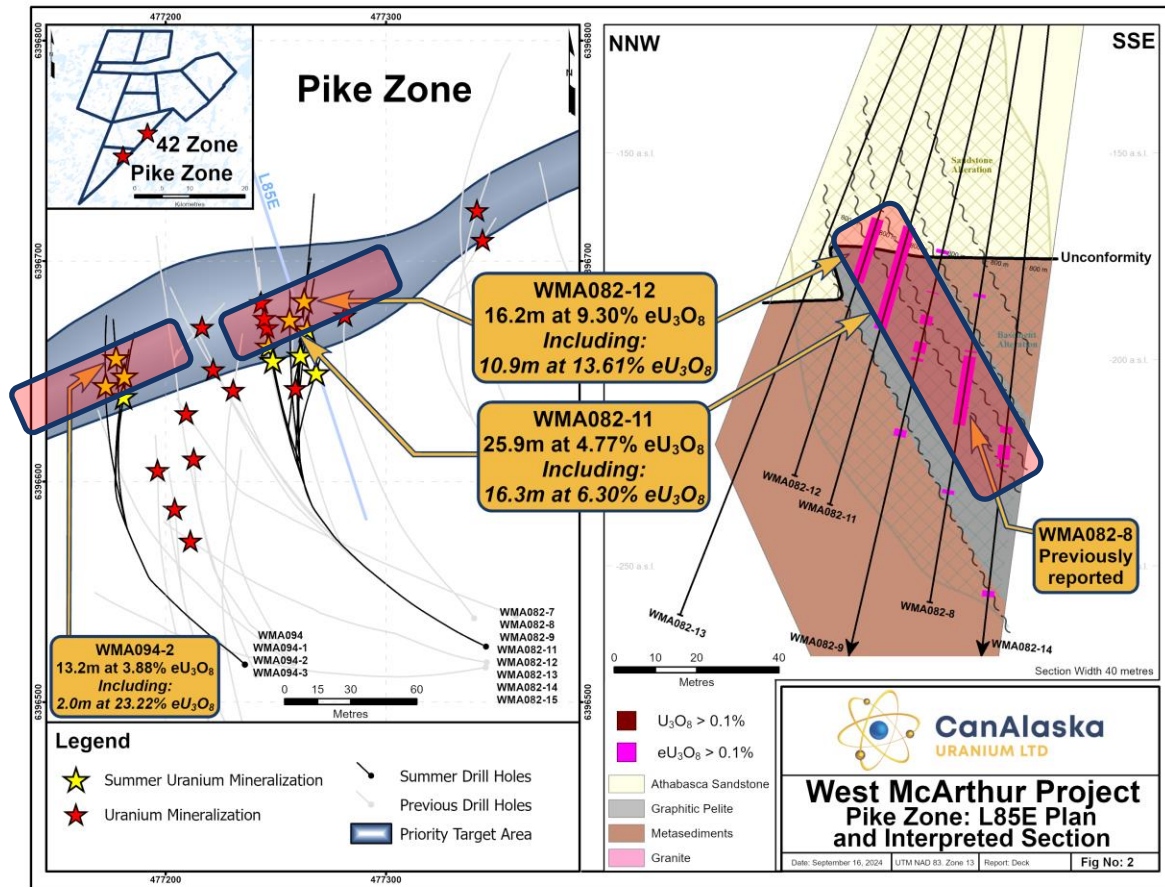 477200
477300
6396800
6396700
6396600
6396500
42 Zone
Pike Zone
0
10
20
Kilometres
Pike Zone
N
L85E
WMA082-12
16.2m at 9.30% eU₃O₈
Including:
10.9m at 13.61% eU₃O₈
WMA082-11
25.9m at 4.77% eU₃O₈
Including:
16.3m at 6.30% eU₃O₈
WMA094-2
13.2m at 3.88% eU₃O₈
Including:
2.0m at 23.22% eU₃O₈
WMA094
WMA094-1
WMA094-2
WMA094-3
WMA082-7
WMA082-8
WMA082-9
WMA082-11
WMA082-12
WMA082-13
WMA082-14
WMA082-15
0 15 30 60
Metres
Legend
Summer Uranium Mineralization
Uranium Mineralization
Summer Drill Holes
Previous Drill Holes
Priority Target Area
477200
477300
NNW
SSE
-150 a.s.l.
-150 a.s.l.
Sandstone
Alteration
800 m
800 m
800 m
800 m
Unconformity
Basement
Alteration
-200 a.s.l.
-200 a.s.l.
WMA082-12
WMA082-11
WMA082-8
Previously
reported
-250 a.s.l.
-250 a.s.l.
WMA082-13
WMA082-9
WMA082-8
WMA082-14
0 10 20 40
Metres
Section Width 40 metres
U₃O₈ > 0.1%
eU₃O₈ > 0.1%
Athabasca Sandstone
Graphitic Pelite
Metasediments
Granite
CanAlaska
URANIUM LTD
West McArthur Project
Pike Zone: L85E Plan
and Interpreted Section
Date: September 16, 2024
UTM NAD 83. Zone 13
Report: Deck
Fig No: 2